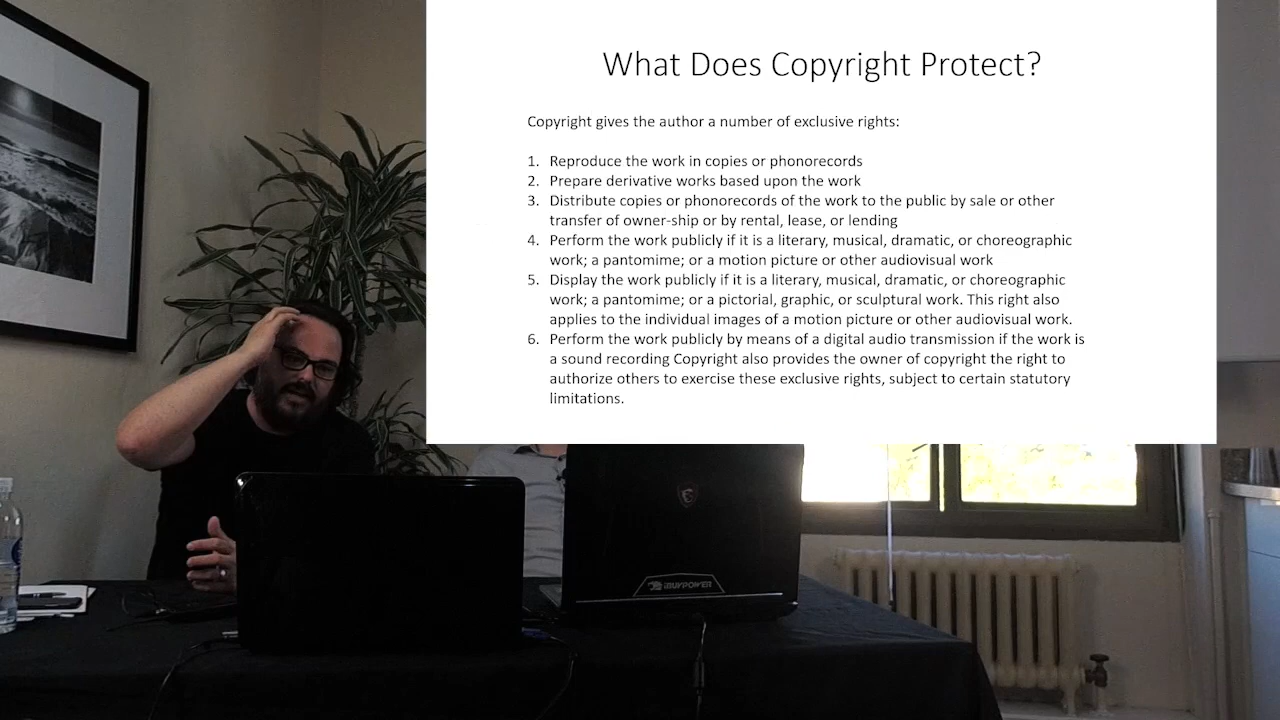 What Does Copyright Protect?
Copyright gives the author a number of exclusive rights:
1. Reproduce the work in copies or phonorecords
2. Prepare derivative works based upon the work
3. Distribute copies or phonorecords of the work to the public by sale or other
transfer of owner-ship or by rental, lease, or lending
4. Perform the work publicly if it is a literary, musical, dramatic, or choreographic
work; a pantomime; or a motion picture or other audiovisual work
5. Display the work publicly if it is a literary, musical, dramatic, or choreographic
work; a pantomime; or a pictorial, graphic, or sculptural work. This right also
applies to the individual images of a motion picture or other audiovisual work.
6. Perform the work publicly by means of a digital audio transmission if the work is
a sound recording Copyright also provides the owner of copyright the right to
authorize others to exercise these exclusive rights, subject to certain statutory
limitations.
iBUYPOWER